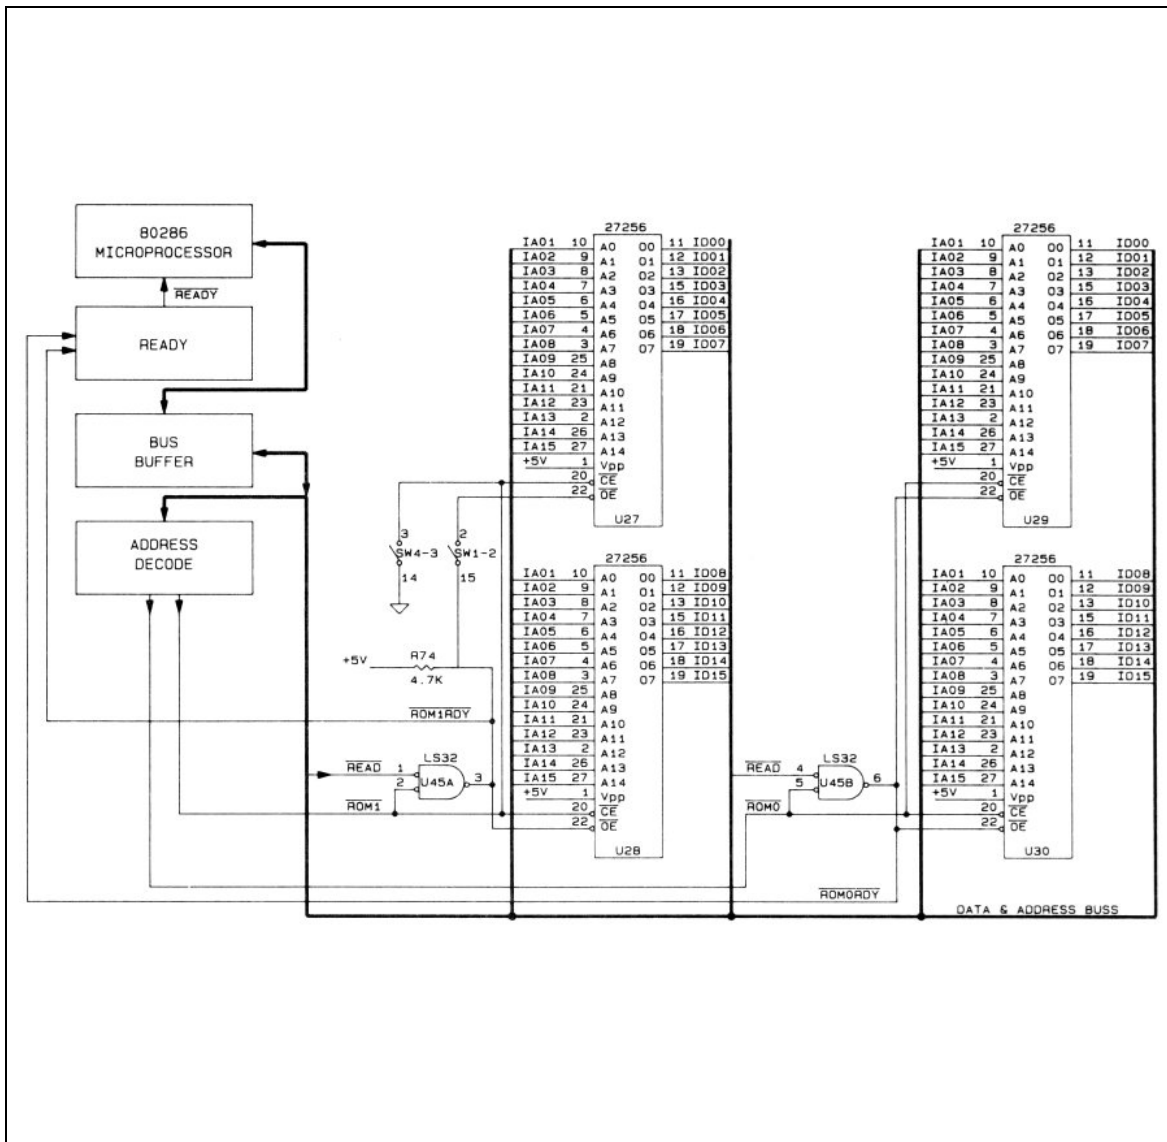 80286
MICROPROCESSOR
READY
READY
BUS
BUFFER
ADDRESS
DECODE
3
SW4-3
14
2
SW1-2
15
+5V
R74
4.7K
ROM1RDY
READ
1
2
LS32
U45A
3
ROM1
27256
IA01 10 A0 O0 11 ID00
IA02 9 A1 O1 12 ID01
IA03 8 A2 O2 13 ID02
IA04 7 A3 O3 15 ID03
IA05 6 A4 O4 16 ID04
IA06 5 A5 O5 17 ID05
IA07 4 A6 O6 18 ID06
IA08 3 A7 O7 19 ID07
IA09 25 A8
IA10 24 A9
IA11 21 A10
IA12 23 A11
IA13 2 A12
IA14 26 A13
IA15 27 A14
+5V 1 Vpp
20 CE
22 OE
U27
27256
IA01 10 A0 O0 11 ID08
IA02 9 A1 O1 12 ID09
IA03 8 A2 O2 13 ID10
IA04 7 A3 O3 15 ID11
IA05 6 A4 O4 16 ID12
IA06 5 A5 O5 17 ID13
IA07 4 A6 O6 18 ID14
IA08 3 A7 O7 19 ID15
IA09 25 A8
IA10 24 A9
IA11 21 A10
IA12 23 A11
IA13 2 A12
IA14 26 A13
IA15 27 A14
+5V 1 Vpp
20 CE
22 OE
U28
READ
4
5
LS32
U45B
6
ROM0
ROM0RDY
27256
IA01 10 A0 O0 11 ID00
IA02 9 A1 O1 12 ID01
IA03 8 A2 O2 13 ID02
IA04 7 A3 O3 15 ID03
IA05 6 A4 O4 16 ID04
IA06 5 A5 O5 17 ID05
IA07 4 A6 O6 18 ID06
IA08 3 A7 O7 19 ID07
IA09 25 A8
IA10 24 A9
IA11 21 A10
IA12 23 A11
IA13 2 A12
IA14 26 A13
IA15 27 A14
+5V 1 Vpp
20 CE
22 OE
U29
27256
IA01 10 A0 O0 11 ID08
IA02 9 A1 O1 12 ID09
IA03 8 A2 O2 13 ID10
IA04 7 A3 O3 15 ID11
IA05 6 A4 O4 16 ID12
IA06 5 A5 O5 17 ID13
IA07 4 A6 O6 18 ID14
IA08 3 A7 O7 19 ID15
IA09 25 A8
IA10 24 A9
IA11 21 A10
IA12 23 A11
IA13 2 A12
IA14 26 A13
IA15 27 A14
+5V 1 Vpp
20 CE
22 OE
U30
DATA & ADDRESS BUSS